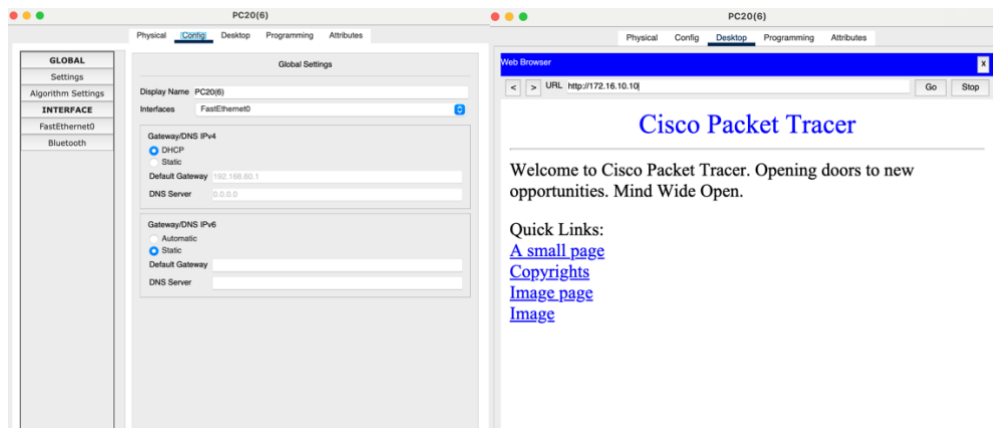 PC20(6)
Physical Config Desktop Programming Attributes
GLOBAL
Settings
Algorithm Settings
INTERFACE
FastEthernet0
Bluetooth
Global Settings
Display Name PC20(6)
Interfaces FastEthernet0
Gateway/DNS IPv4
DHCP
Static
Default Gateway 192.168.60.1
DNS Server 0.0.0.0
Gateway/DNS IPv6
Automatic
Static
Default Gateway
DNS Server
PC20(6)
Physical Config Desktop Programming Attributes
Web Browser X
< > URL http://172.16.10.10 Go Stop
Cisco Packet Tracer
Welcome to Cisco Packet Tracer. Opening doors to new
opportunities. Mind Wide Open.
Quick Links:
A small page
Copyrights
Image page
Image